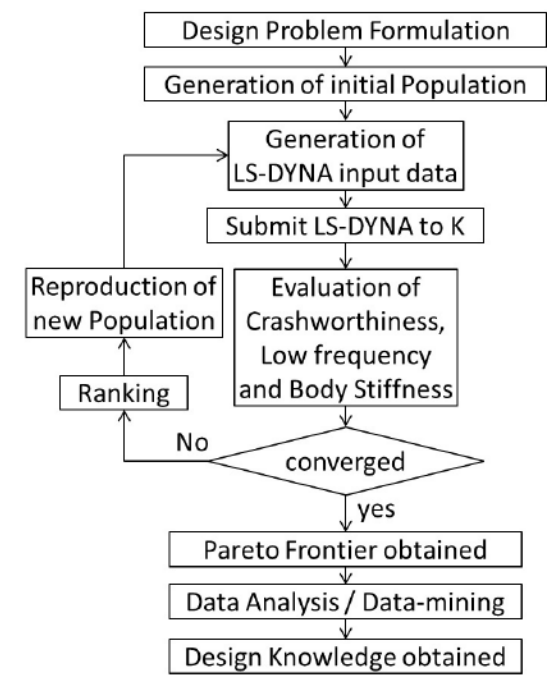 Design Problem Formulation
Generation of initial Population
Generation of
LS-DYNA input data
Submit LS-DYNA to K
Reproduction of
new Population
Evaluation of
Crashworthiness,
Low frequency
and Body Stiffness
Ranking
No
converged
yes
Pareto Frontier obtained
Data Analysis / Data-mining
Design Knowledge obtained